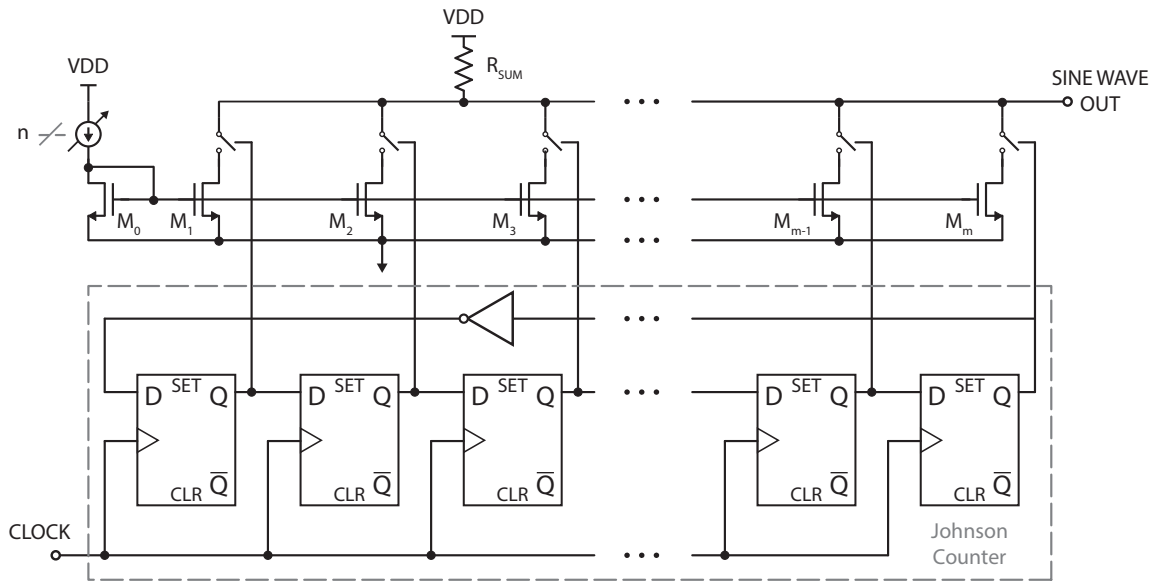 VDD
R_SUM
VDD
SINE WAVE
OUT
n
M_0
M_1
M_2
M_3
M_m-1
M_m
D SET Q
CLR Q̅
D SET Q
CLR Q̅
D SET Q
CLR Q̅
D SET Q
CLR Q̅
D SET Q
CLR Q̅
CLOCK
Johnson
Counter